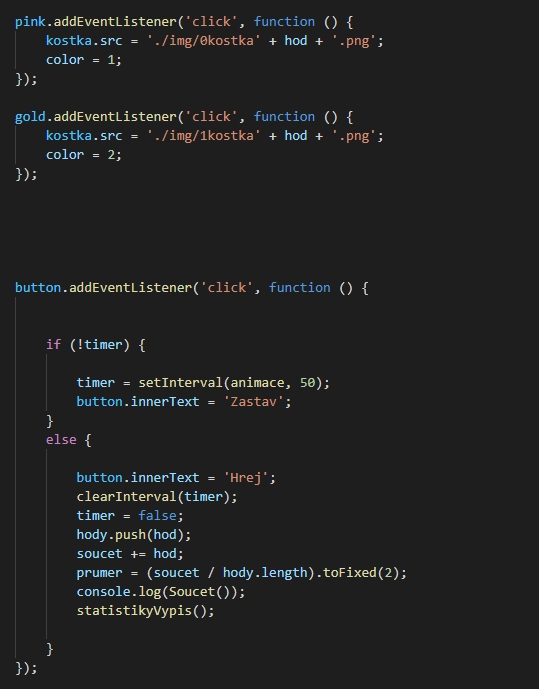 pink.addEventListener('click', function () {
kostka.src = './img/0kostka' + hod + '.png';
color = 1;
});
gold.addEventListener('click', function () {
kostka.src = './img/1kostka' + hod + '.png';
color = 2;
});
button.addEventListener('click', function () {
if (!timer) {
timer = setInterval(animace, 50);
button.innerText = 'Zastav';
}
else {
button.innerText = 'Hrej';
clearInterval(timer);
timer = false;
hody.push(hod);
soucet += hod;
prumer = (soucet / hody.length).toFixed(2);
console.log(Soucet());
statistikyVypis();
}
});